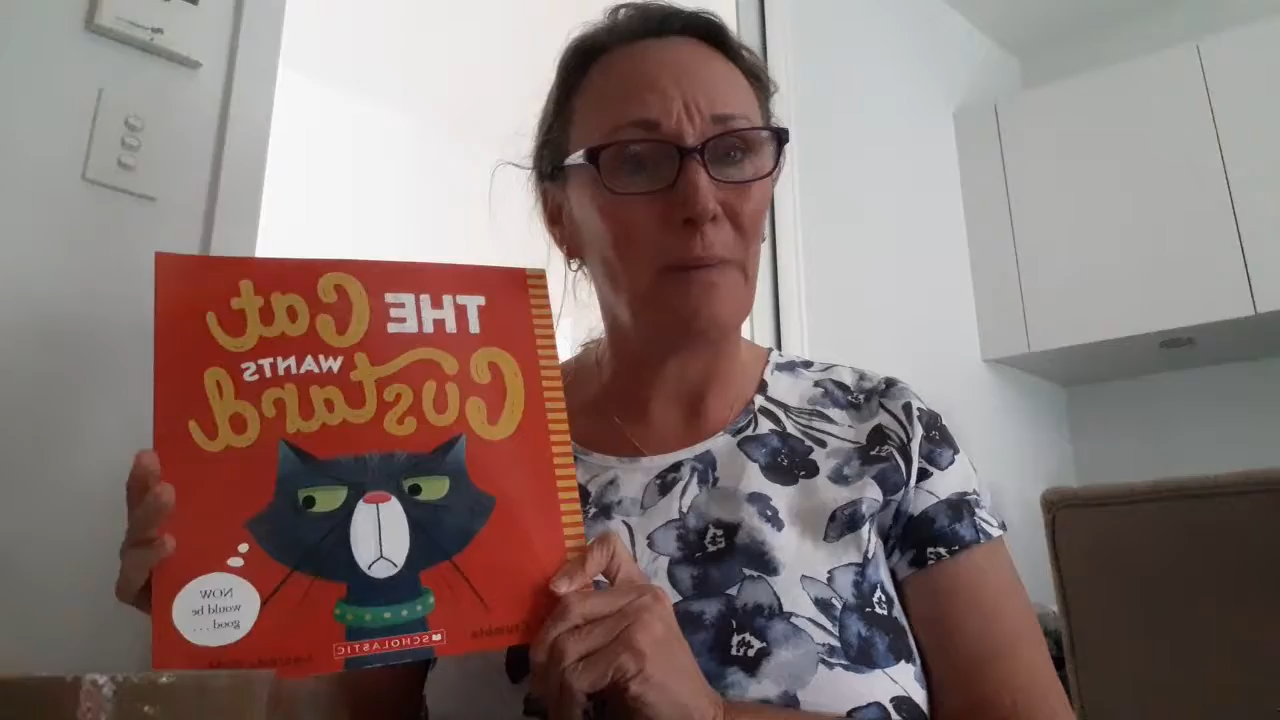 THE Cat
WANTS
Custard
NOW
would be
good....
SCHOLASTIC